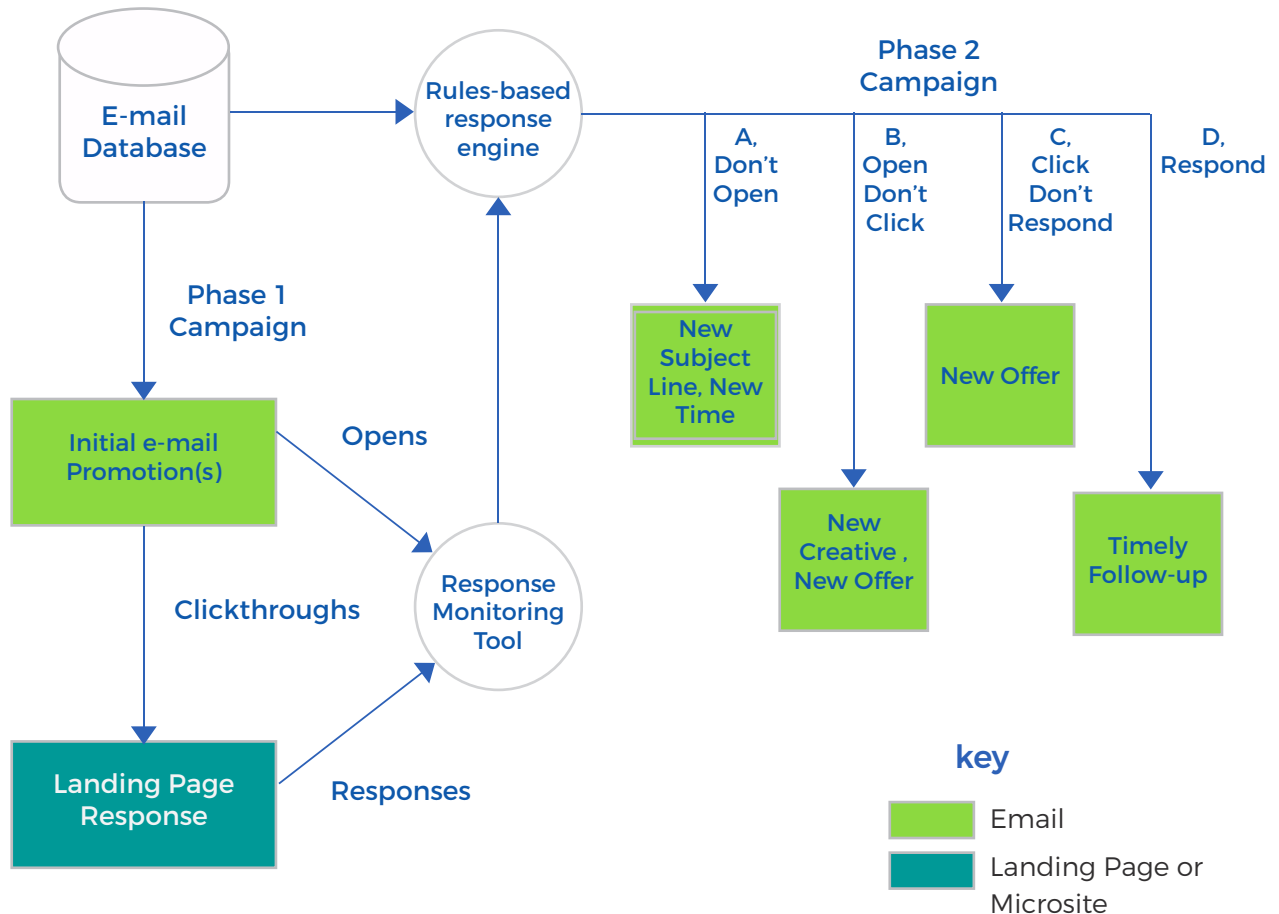 E-mail
Database
Rules-based
response
engine
Phase 2
Campaign
A,
Don’t
Open
B,
Open
Don’t
Click
C,
Click
Don’t
Respond
D,
Respond
Phase 1
Campaign
New
Subject
Line, New
Time
New Offer
Initial e-mail
Promotion(s)
Opens
New
Creative ,
New Offer
Timely
Follow-up
Clickthroughs
Response
Monitoring
Tool
Landing Page
Response
Responses
key
Email
Landing Page or
Microsite